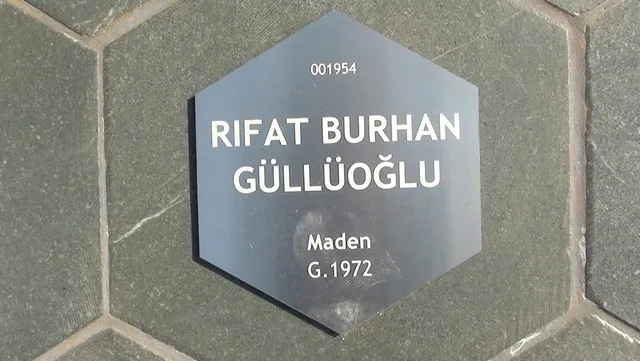 001954
RIFAT BURHAN
GÜLLÜOĞLU
Maden
G.1972